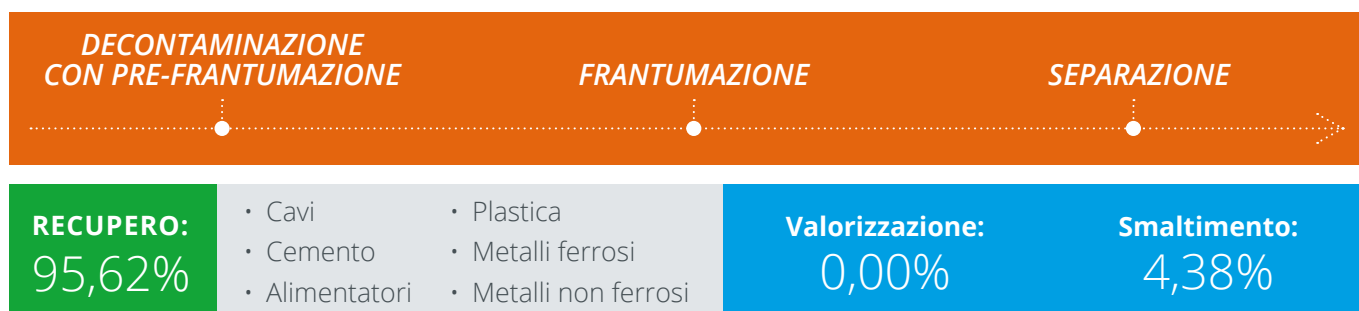 DECONTAMINAZIONE
CON PRE-FRANTUMAZIONE
FRANTUMAZIONE
SEPARAZIONE
RECUPERO:
95,62%
• Cavi
• Cemento
• Alimentatori
• Plastica
• Metalli ferrosi
• Metalli non ferrosi
Valorizzazione:
0,00%
Smaltimento:
4,38%